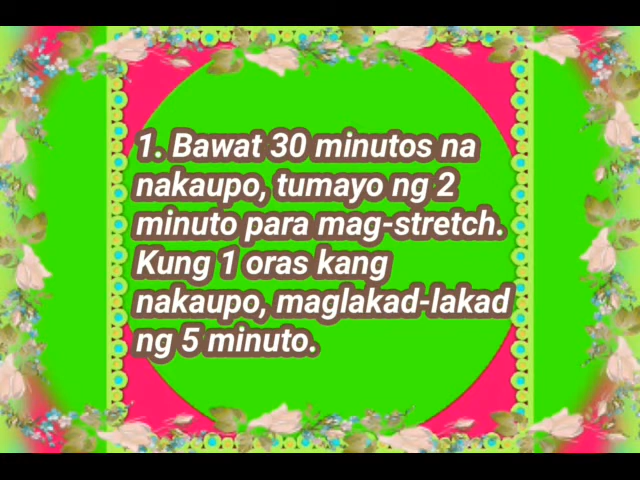 1. Bawat 30 minutos na
nakaupo, tumayo ng 2
minuto para mag-stretch.
Kung 1 oras kang
nakaupo, maglakad-lakad
ng 5 minuto.